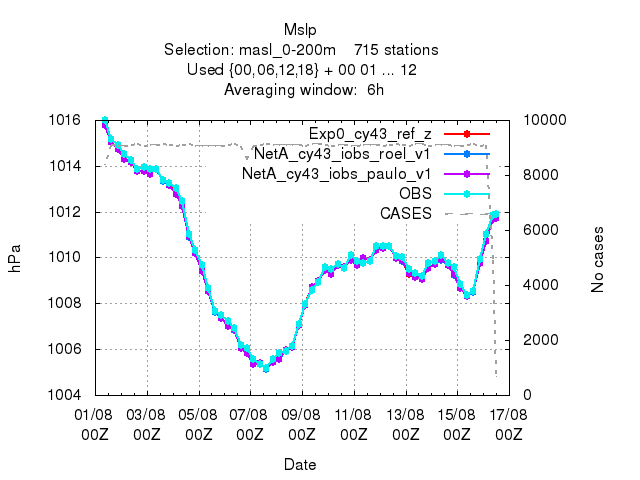 Mslp
Selection: masl_0-200m    715 stations
Used {00,06,12,18} + 00 01 ... 12
Averaging window:  6h
1016
1014
1012
1010
1008
1006
1004
hPa
10000
8000
6000
4000
2000
0
No cases
Exp0_cy43_ref_z
NetA_cy43_iobs_roel_v1
NetA_cy43_iobs_paulo_v1
OBS
CASES
01/08 03/08 05/08 07/08 09/08 11/08 13/08 15/08 17/08
00Z 00Z 00Z 00Z 00Z 00Z 00Z 00Z 00Z
Date